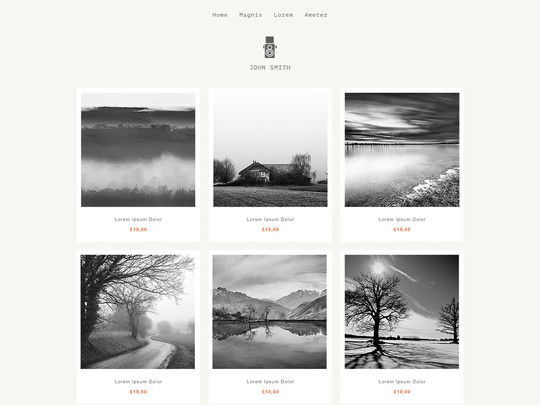 Home Magnis Lorem Ameter
JOHN SMITH
Lorem Ipsum Dolor Lorem Ipsum Dolor Lorem Ipsum Dolor
£10,00 £10,00 £10,00
Lorem Ipsum Dolor Lorem Ipsum Dolor Lorem Ipsum Dolor
£10,00 £10,00 £10,00